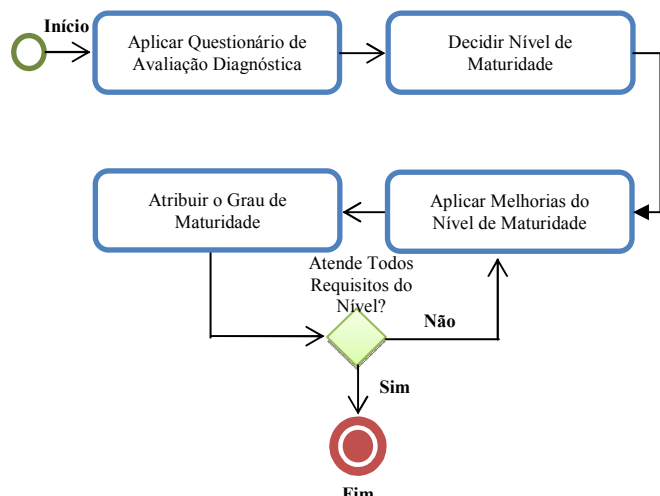 Início
Aplicar Questionário de
Avaliação Diagnóstica
Decidir Nível de
Maturidade
Atribuir o Grau de
Maturidade
Aplicar Melhorias do
Nível de Maturidade
Atende Todos
Requisitos do
Nível?
Não
Sim
Fim